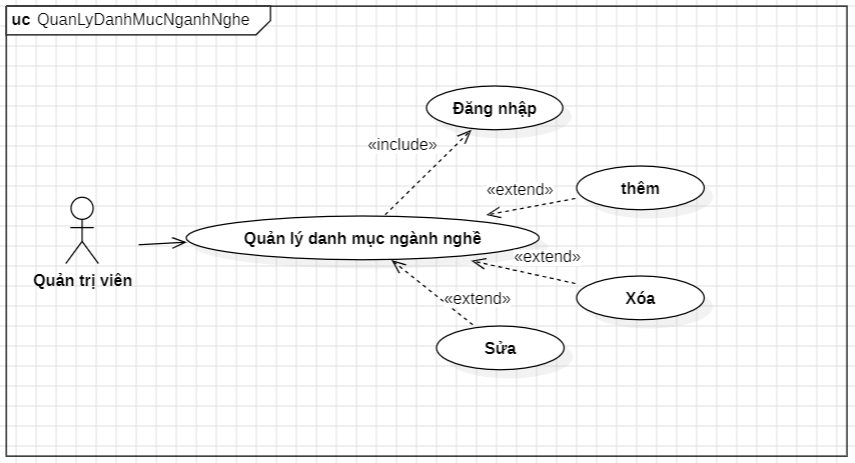 uc QuanLyDanhMucNganhNghe
Đăng nhập
«include»
«extend»
thêm
Quản lý danh mục ngành nghề
«extend»
Quản trị viên
«extend»
Xóa
Sửa